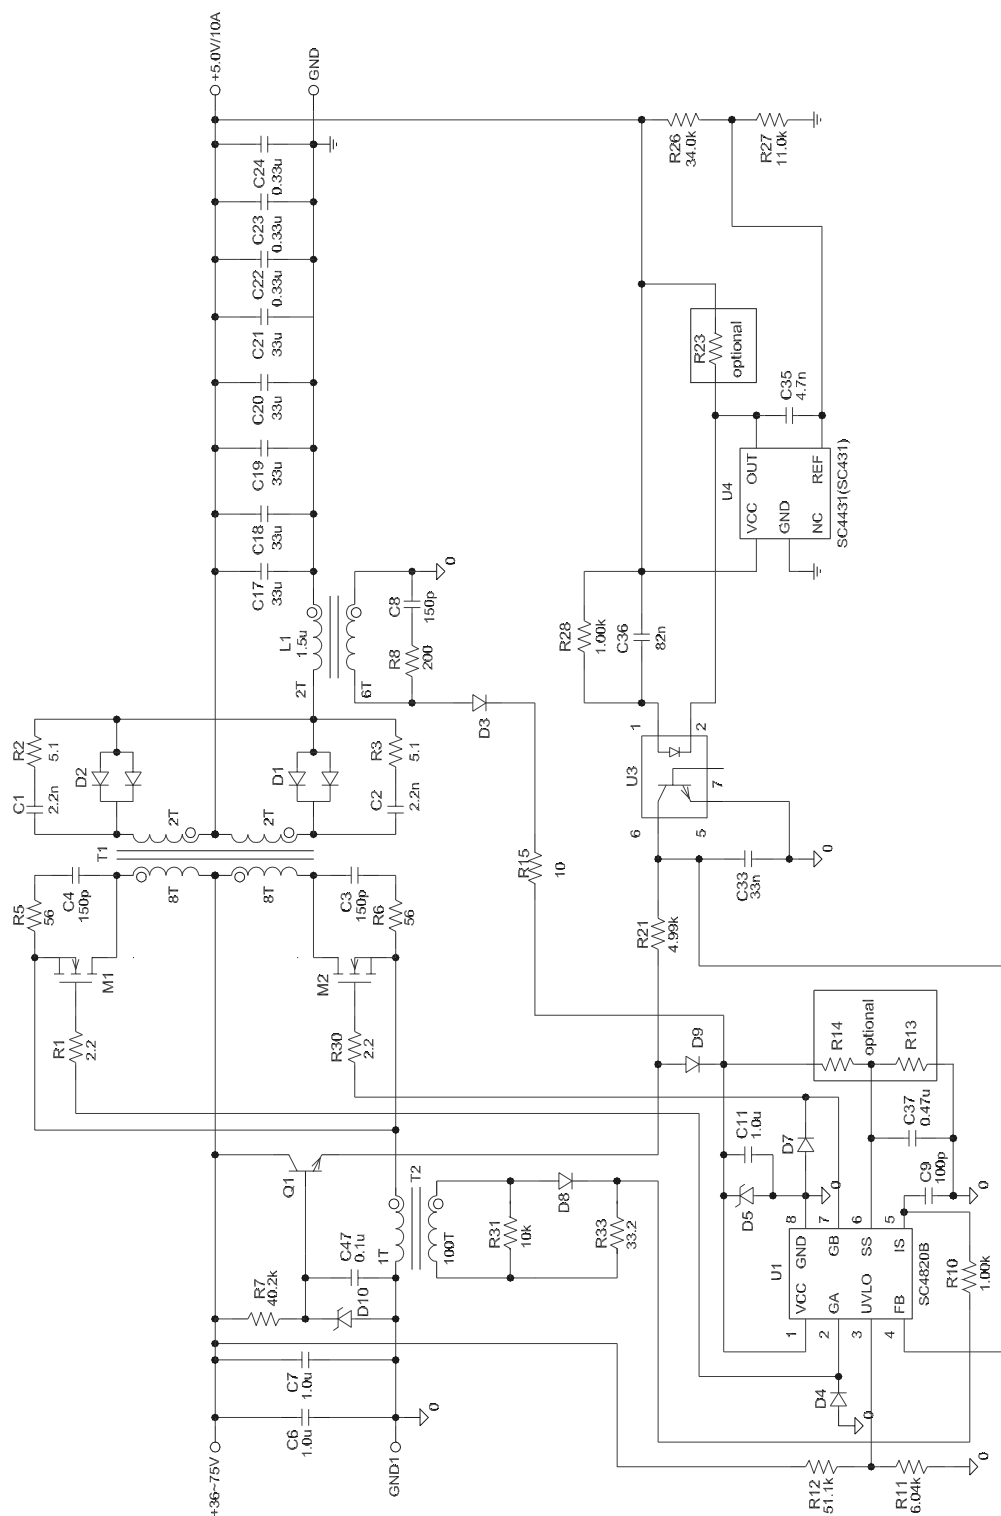 +36~75V
GND1
C6
1.0u
C7
1.0u
0
R7
40.2k
D10
C47
0.1u
Q1
1T
T2
100T
R31
10k
D8
R33
33.2
R1
2.2
M1
R30
2.2
M2
R5
56
C4
150p
R6
56
C3
150p
8T
8T
T1
2T
2T
C1
2.2n
R2
5.1
D2
D1
C2
2.2n
R3
5.1
2T
L1
1.5u
6T
R8
200
C8
150p
0
D3
R15
10
C17
33u
C18
33u
C19
33u
C20
33u
C21
33u
C22
0.33u
C23
0.33u
C24
0.33u
+5.0V/10A
GND
R26
34.0k
R27
11.0k
R23
optional
C35
4.7n
U4
VCC
OUT
GND
NC
REF
SC4431(SC431)
R28
1.00k
C36
82n
U3
1
2
6
5
7
R21
4.99k
C33
33n
0
D9
R14
optional
R13
C11
1.0u
D5
D7
0
C37
0.47u
C9
100p
0
U1
VCC
GND
GA
GB
UVLO
SS
FB
IS
SC4820B
1
2
3
4
8
7
6
5
R10
1.00k
D4
0
R12
51.1k
R11
6.04k
0